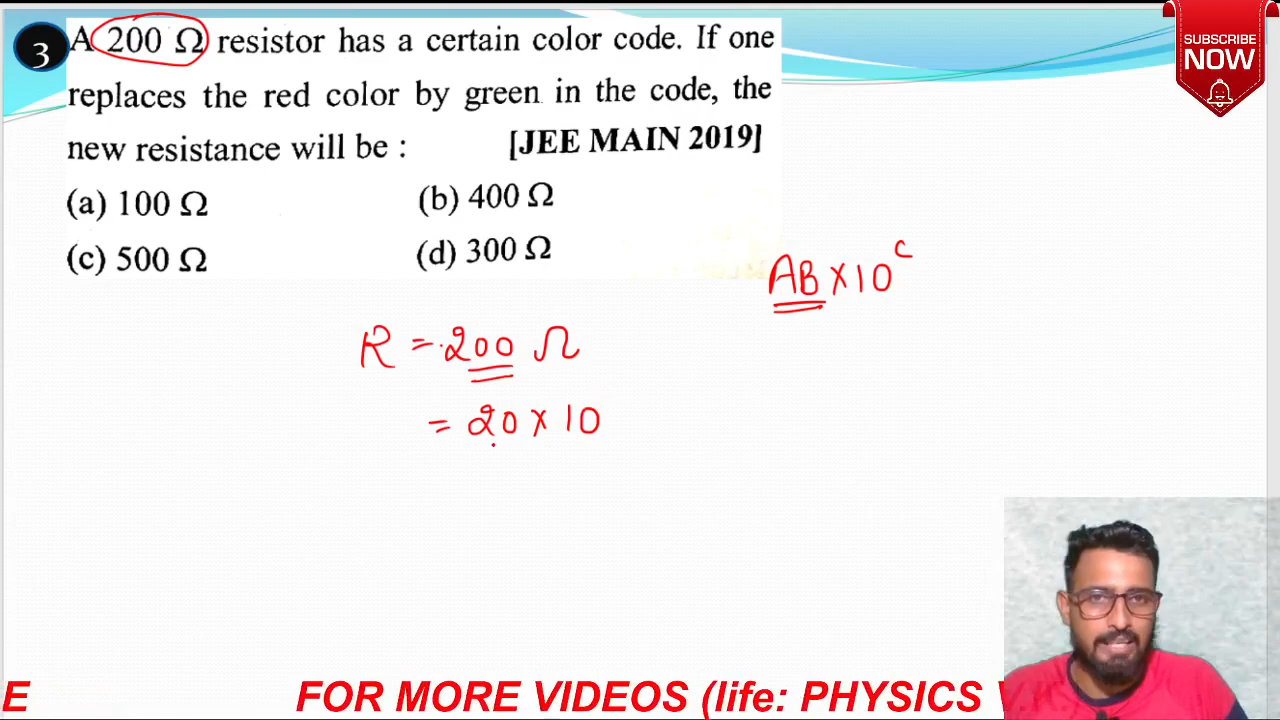 3
A 200 Ω resistor has a certain color code. If one
replaces the red color by green in the code, the
new resistance will be :
[JEE MAIN 2019]
(a) 100 Ω
(b) 400 Ω
(c) 500 Ω
(d) 300 Ω
SUBSCRIBE
NOW
AB × 10^c
R = 200 Ω
= 20 × 10
E
FOR MORE VIDEOS (life: PHYSICS